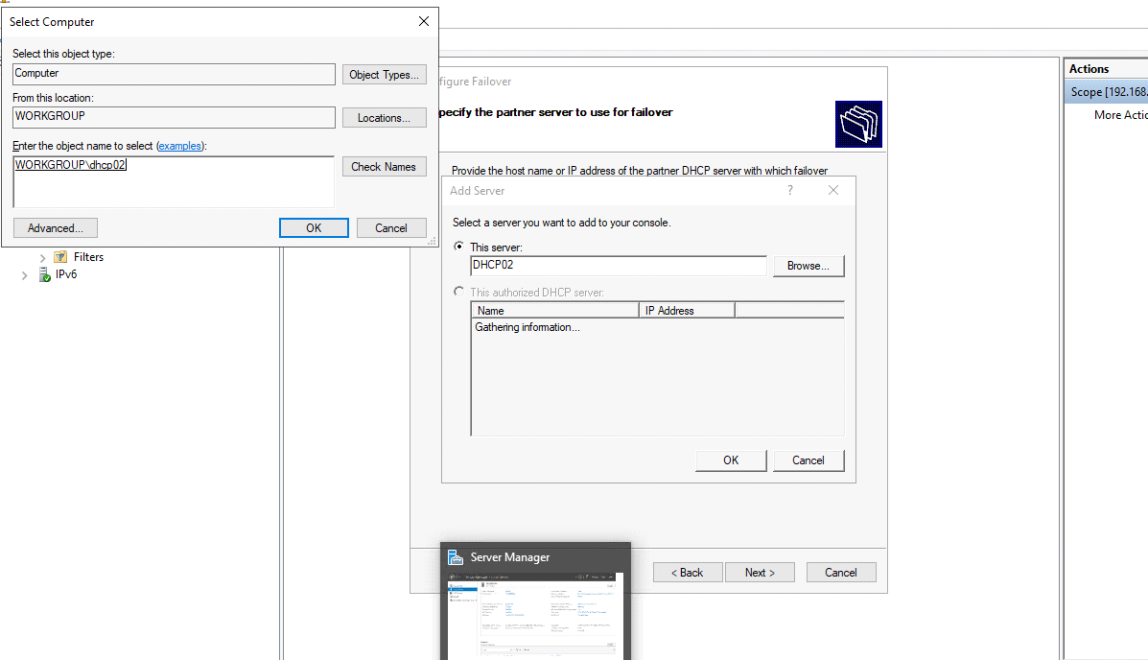 Select Computer
Select this object type:
Computer
Object Types...
From this location:
WORKGROUP
Locations...
Enter the object name to select (examples):
WORKGROUP\dhcp02
Check Names
Advanced...
OK
Cancel
Filters
IPv6
figure Failover
pecify the partner server to use for failover
Provide the host name or IP address of the partner DHCP server with which failover
Add Server
?
Select a server you want to add to your console.
This server:
DHCP02
Browse...
This authorized DHCP server:
Name
IP Address
Gathering information...
OK
Cancel
Server Manager
< Back
Next >
Cancel
Actions
Scope [192.168.
More Actio